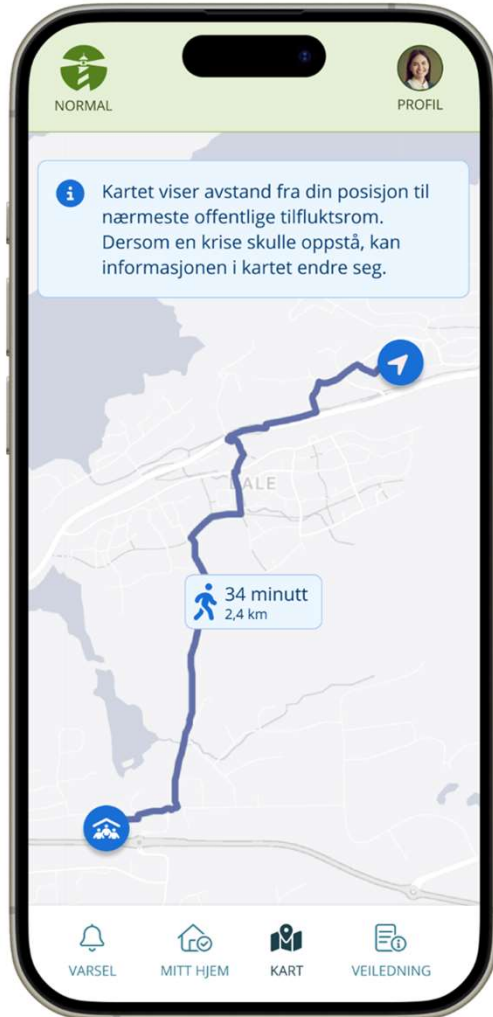 NORMAL
PROFIL
Kartet viser avstand fra din posisjon til
nærmeste offentlige tilfluktsrom.
Dersom en krise skulle oppstå, kan
informasjonen i kartet endre seg.
DALE
34 minutt
2,4 km
VARSEL
MITT HJEM
KART
VEILEDNING